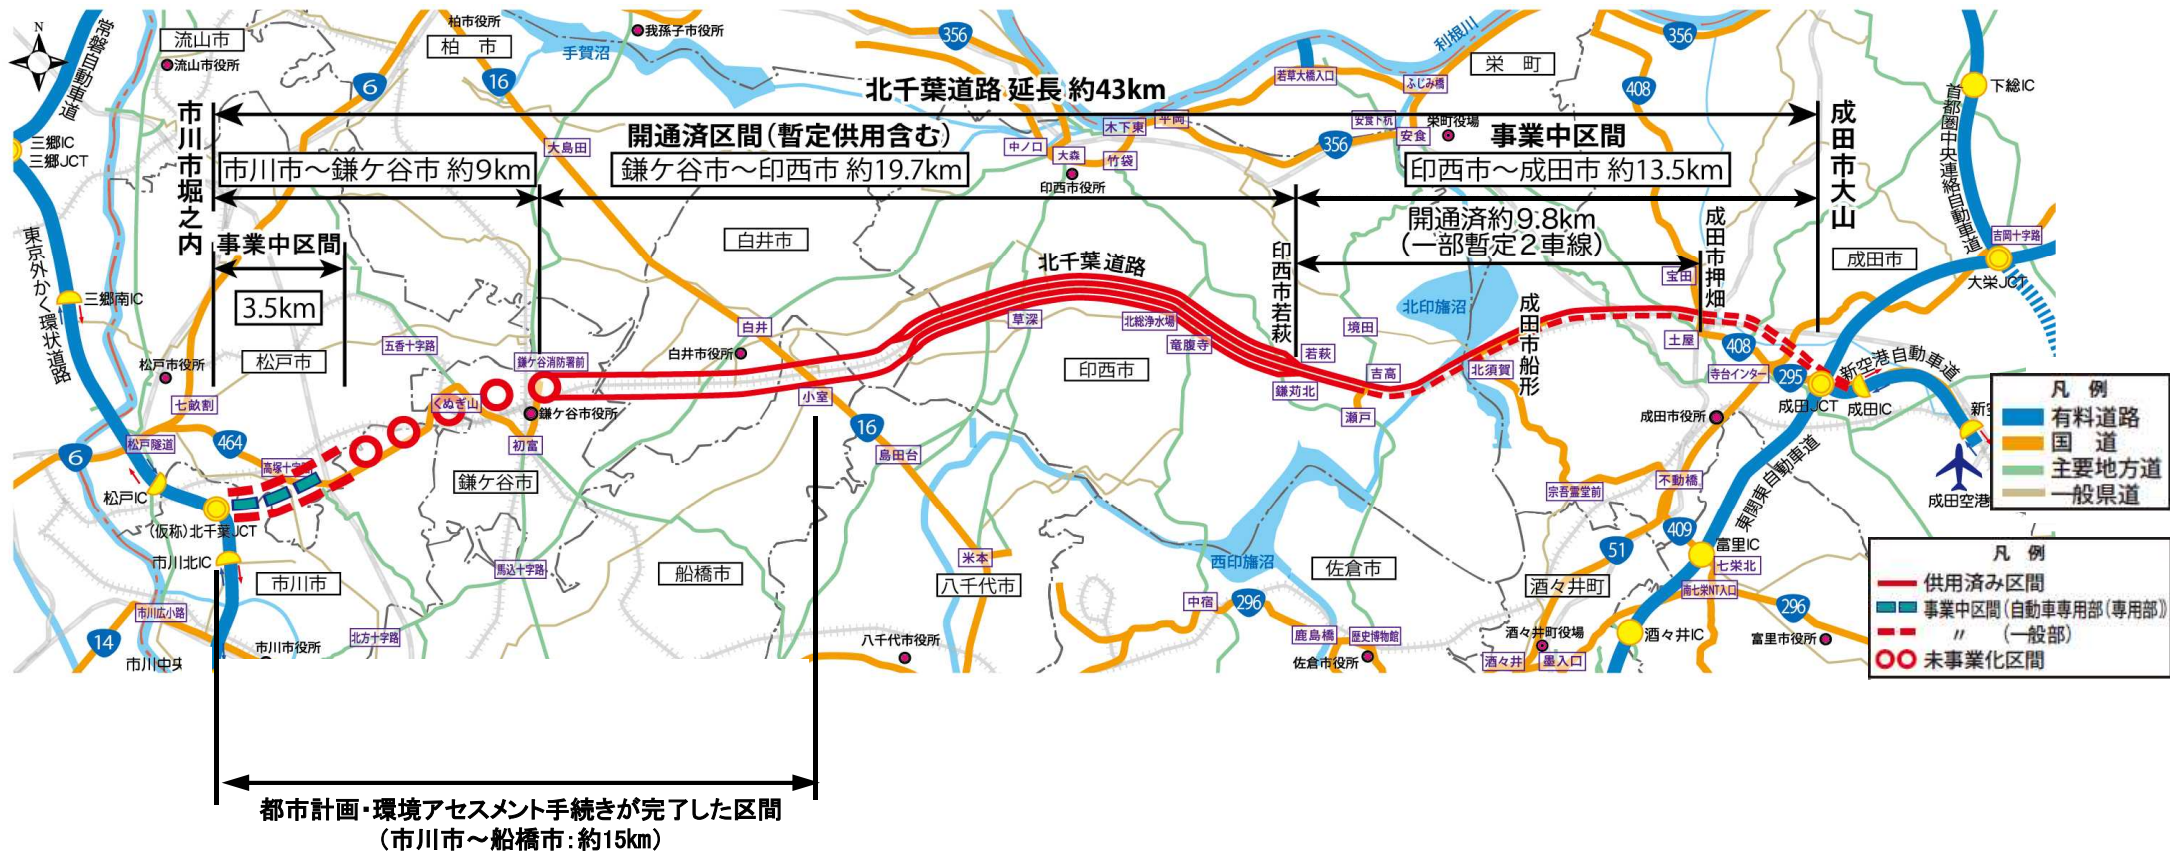 N
流山市
流山市役所
常磐自動車道
柏市役所
柏 市
我孫子市役所
手賀沼
6
16
356
利根川
栄 町
356
408
下総IC
首都圏中央連絡自動車道
三郷IC
三郷JCT
市川市堀之内
北千葉道路 延長 約43km
若草大橋入口
ふじみ橋
成田市大山
開通済区間(暫定供用含む)
事業中区間
市川市～鎌ケ谷市 約9km
鎌ケ谷市～印西市 約19.7km
印西市～成田市 約13.5km
大島田
中ノ口
大森
木下東
平岡
竹袋
印西市役所
安食下杭
安食
栄町役場
356
東京外かく環状道路
事業中区間
3.5km
白井市
開通済約9.8km
(一部暫定2車線)
成田市押畑
印西市若萩
北千葉道路
宝田
成田市
吉岡十字路
大栄JCT
三郷南IC
松戸市役所
松戸市
五香十字路
鎌ケ谷消防署前
白井市役所
白井
草深
北総浄水場
竜腹寺
印西市
北印旛沼
境田
若萩
吉高
鎌苅北
瀬戸
成田市船形
北須賀
土屋
408
寺台インター
295
新空港自動車道
成田JCT
成田IC
成田市役所
凡 例
有料道路
国 道
主要地方道
一般県道
成田空港
七畝割
松戸隧道
6
464
高塚十字路
くぬぎ山
鎌ケ谷市役所
初富
小室
16
島田台
松戸IC
(仮称)北千葉JCT
市川北IC
鎌ケ谷市
不動橋
宗吾霊堂前
東関東自動車道
409
51
富里IC
七栄北
凡 例
供用済み区間
事業中区間(自動車専用部(専用部))
〃 (一般部)
未事業化区間
市川市
馬込十字路
船橋市
米本
八千代市
西印旛沼
佐倉市
酒々井町
南七栄NT入口
296
富里市役所
市川広小路
14
市川市役所
北方十字路
八千代市役所
中宿
296
鹿島橋
歴史博物館
佐倉市役所
酒々井町役場
酒々井
墨入口
酒々井IC
都市計画・環境アセスメント手続きが完了した区間
(市川市～船橋市:約15km)